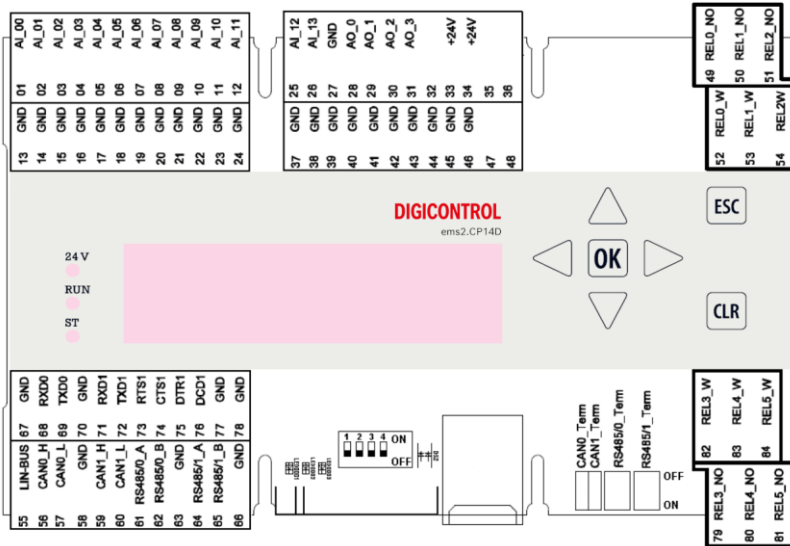 AI_00 AI_01 AI_02 AI_03 AI_04 AI_05 AI_06 AI_07 AI_08 AI_09 AI_10 AI_11
01 02 03 04 05 06 07 08 09 10 11 12
GND GND GND GND GND GND GND GND GND GND GND GND
13 14 15 16 17 18 19 20 21 22 23 24
AI_12 AI_13 GND AO_0 AO_1 AO_2 AO_3 +24V +24V
25 26 27 28 29 30 31 32 33 34 35 36
GND GND GND GND GND GND GND GND GND GND
37 38 39 40 41 42 43 44 45 46 47 48
REL0_NO REL1_NO REL2_NO
49 50 51
REL0_W REL1_W REL2W
52 53 54
DIGICONTROL
ems2.CP14D
24V
RUN
ST
OK
ESC
CLR
GND RXD0 TXD0 GND RXD1 TXD1 RTS1 CTS1 DTR1 DCD1 GND GND
67 68 69 70 71 72 73 74 75 76 77 78
LIN-BUS CAN0_H CAN0_L GND CAN1_H CAN1_L RS485/0_A RS485/0_B GND RS485/1_A RS485/1_B GND
55 56 57 58 59 60 61 62 63 64 65 66
1 2 3 4 ON
OFF
CAN0_Term
CAN1_Term
RS485/0_Term
RS485/1_Term
OFF
ON
REL3_W REL4_W REL5_W
82 83 84
REL3_NO REL4_NO REL5_NO
79 80 81